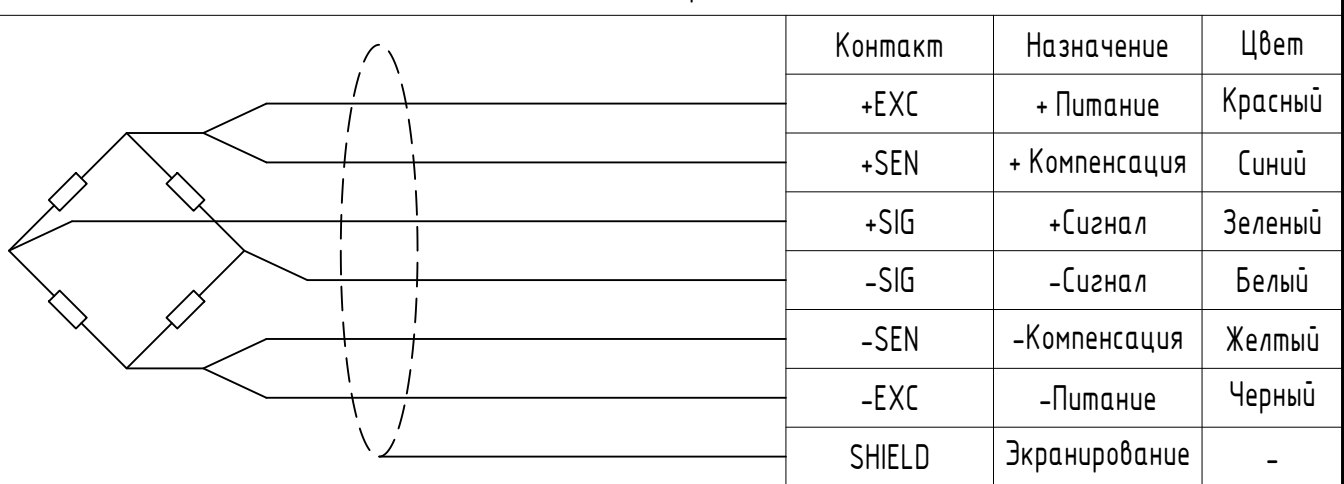 Контакт Назначение Цвет
+EXC + Питание Красный
+SEN + Компенсация Синий
+SIG +Сигнал Зеленый
-SIG -Сигнал Белый
-SEN -Компенсация Желтый
-EXC -Питание Черный
SHIELD Экранирование -